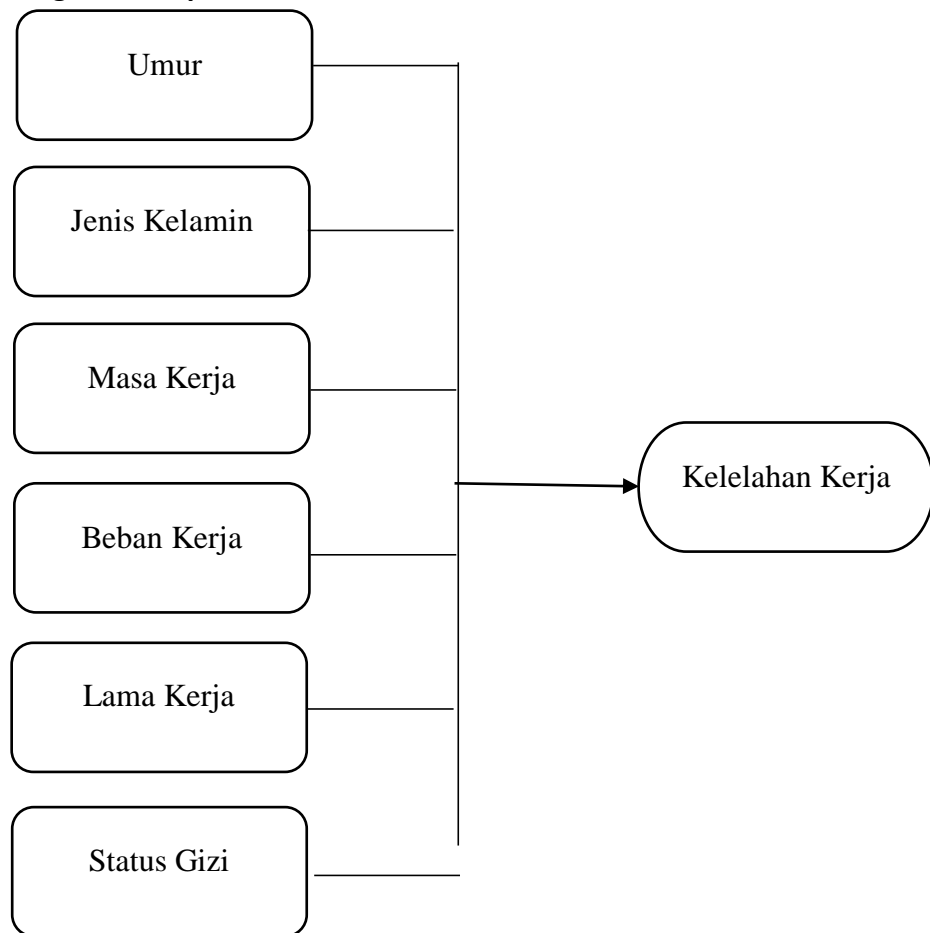 Umur
Jenis Kelamin
Masa Kerja
Kelelahan Kerja
Beban Kerja
Lama Kerja
Status Gizi